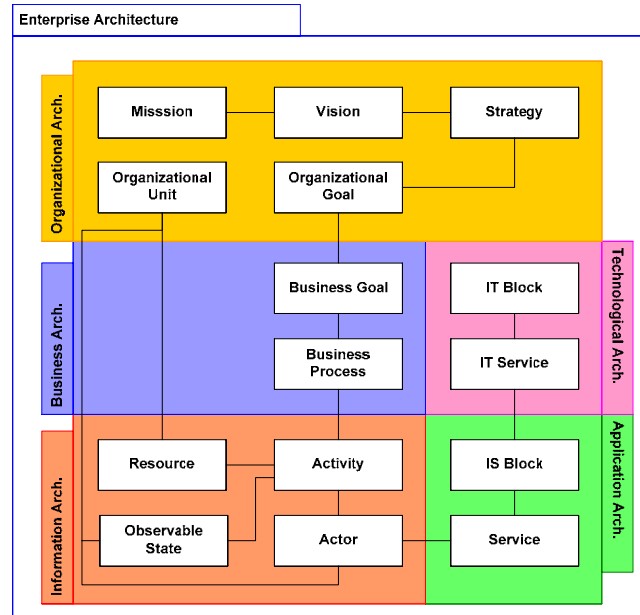 Enterprise Architecture
Organizational Arch.
Misssion
Vision
Strategy
Organizational
Unit
Organizational
Goal
Business Arch.
Business Goal
Business
Process
Technological Arch.
IT Block
IT Service
Information Arch.
Resource
Activity
Observable
State
Actor
Application Arch.
IS Block
Service